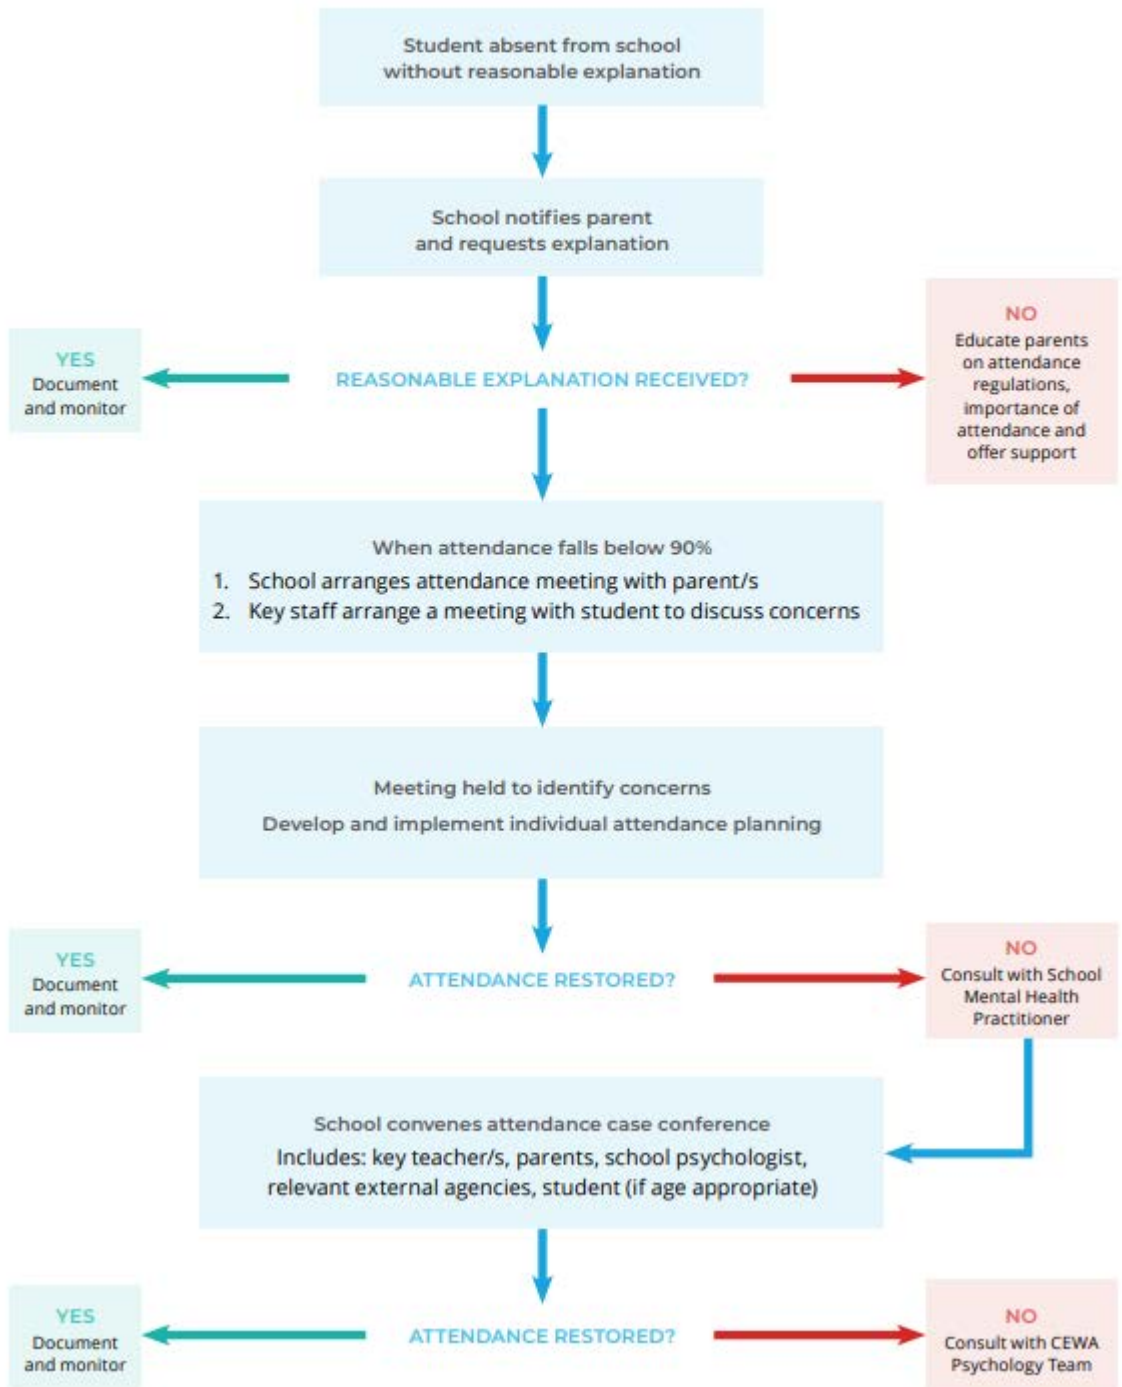 Student absent from school
without reasonable explanation
School notifies parent
and requests explanation
YES
Document
and monitor
REASONABLE EXPLANATION RECEIVED?
NO
Educate parents
on attendance
regulations,
importance of
attendance and
offer support
When attendance falls below 90%
1. School arranges attendance meeting with parent/s
2. Key staff arrange a meeting with student to discuss concerns
Meeting held to identify concerns
Develop and implement individual attendance planning
YES
Document
and monitor
ATTENDANCE RESTORED?
NO
Consult with School
Mental Health
Practitioner
School convenes attendance case conference
Includes: key teacher/s, parents, school psychologist,
relevant external agencies, student (if age appropriate)
YES
Document
and monitor
ATTENDANCE RESTORED?
NO
Consult with CEWA
Psychology Team